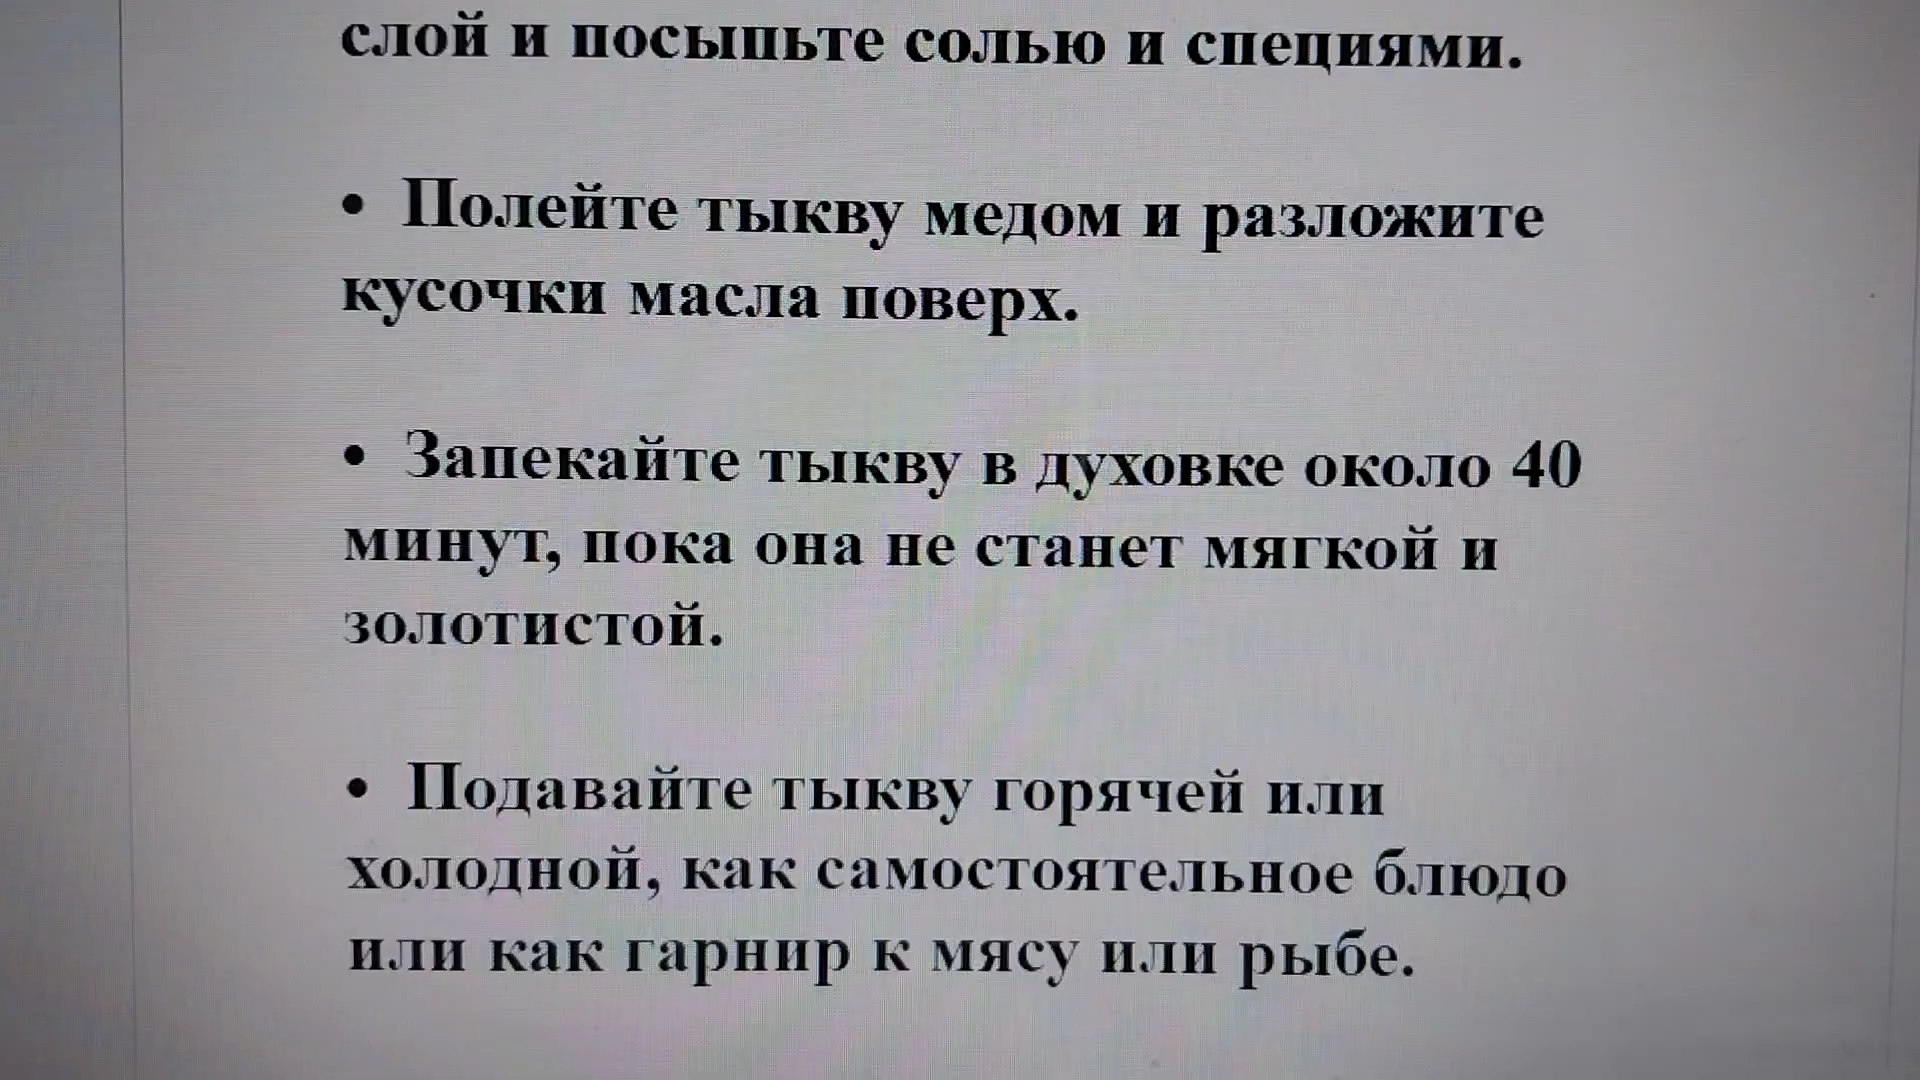 слой и посыпьте солью и специями.
• Полейте тыкву медом и разложите
кусочки масла поверх.
• Запекайте тыкву в духовке около 40
минут, пока она не станет мягкой и
золотистой.
• Подавайте тыкву горячей или
холодной, как самостоятельное блюдо
или как гарнир к мясу или рыбе.